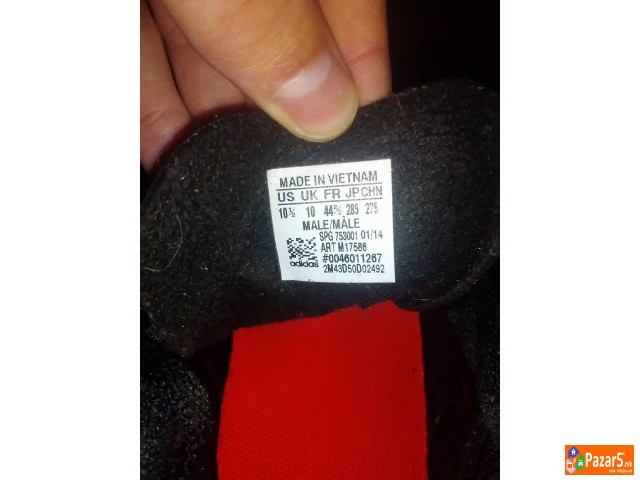 MADE IN VIETNAM
US UK FR JP CHN
10½ 10 44⅔ 285 275
MALE/MÂLE
SPG 753001 01/14
ART M17586
adidas #0046011267
2M43D50D02492
Pazar5.mk